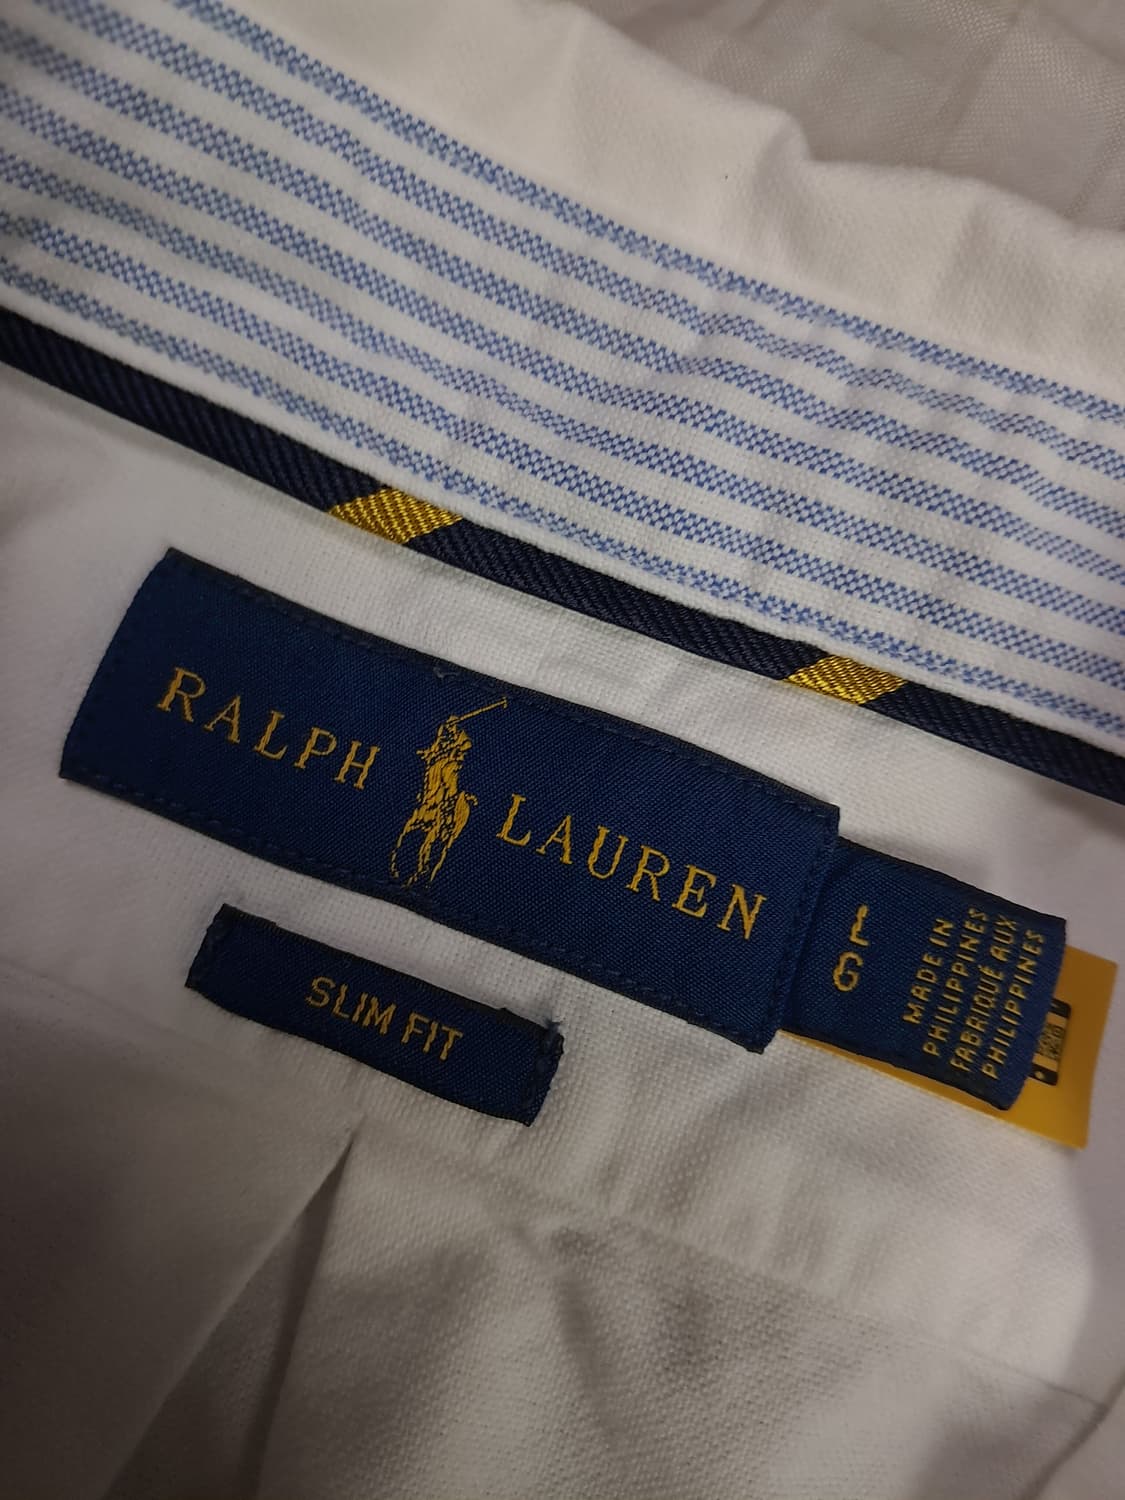 RALPH LAUREN
L
G
MADE IN
PHILIPPINES
FABRIQUÉ AUX
PHILIPPINES
SLIM FIT